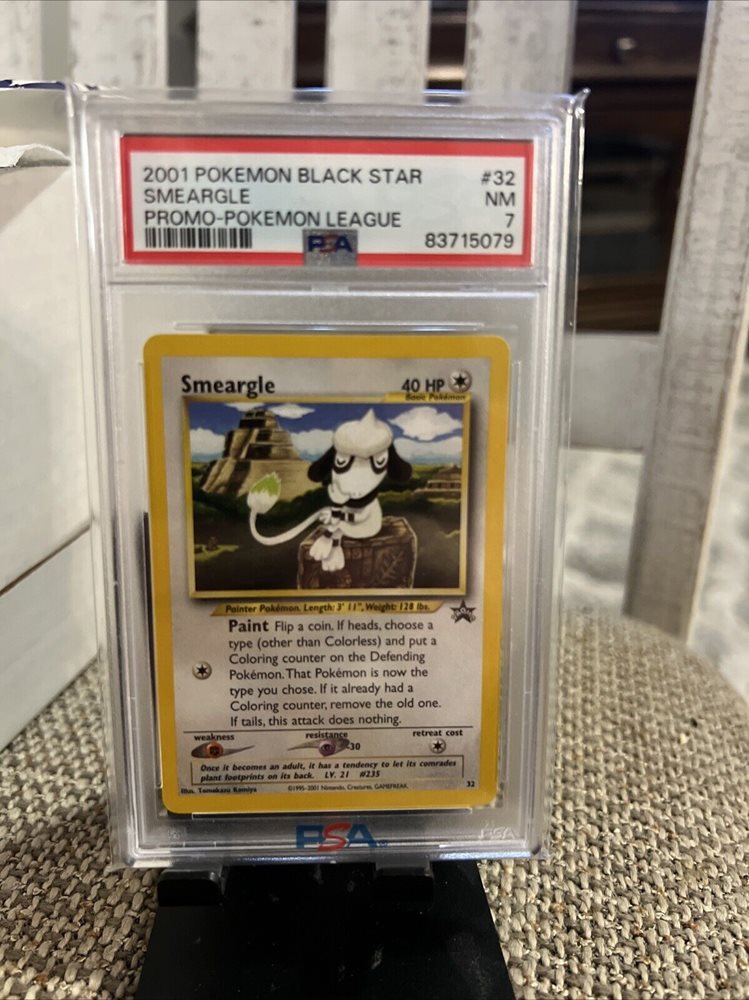 2001 POKEMON BLACK STAR #32
SMEARGLE NM
PROMO-POKEMON LEAGUE 7
PSA 83715079
Smeargle 40 HP
Basic Pokémon
Painter Pokémon. Length: 3' 11", Weight: 128 lbs.
Paint Flip a coin. If heads, choose a
type (other than Colorless) and put a
Coloring counter on the Defending
Pokémon. That Pokémon is now the
type you chose. If it already had a
Coloring counter, remove the old one.
If tails, this attack does nothing.
weakness resistance retreat cost
-30
Once it becomes an adult, it has a tendency to let its comrades
plant footprints on its back. LV. 21 #235
Illus. Tomokazu Komiya ©1995-2001 Nintendo, Creatures, GAMEFREAK. 32
PSA PSA